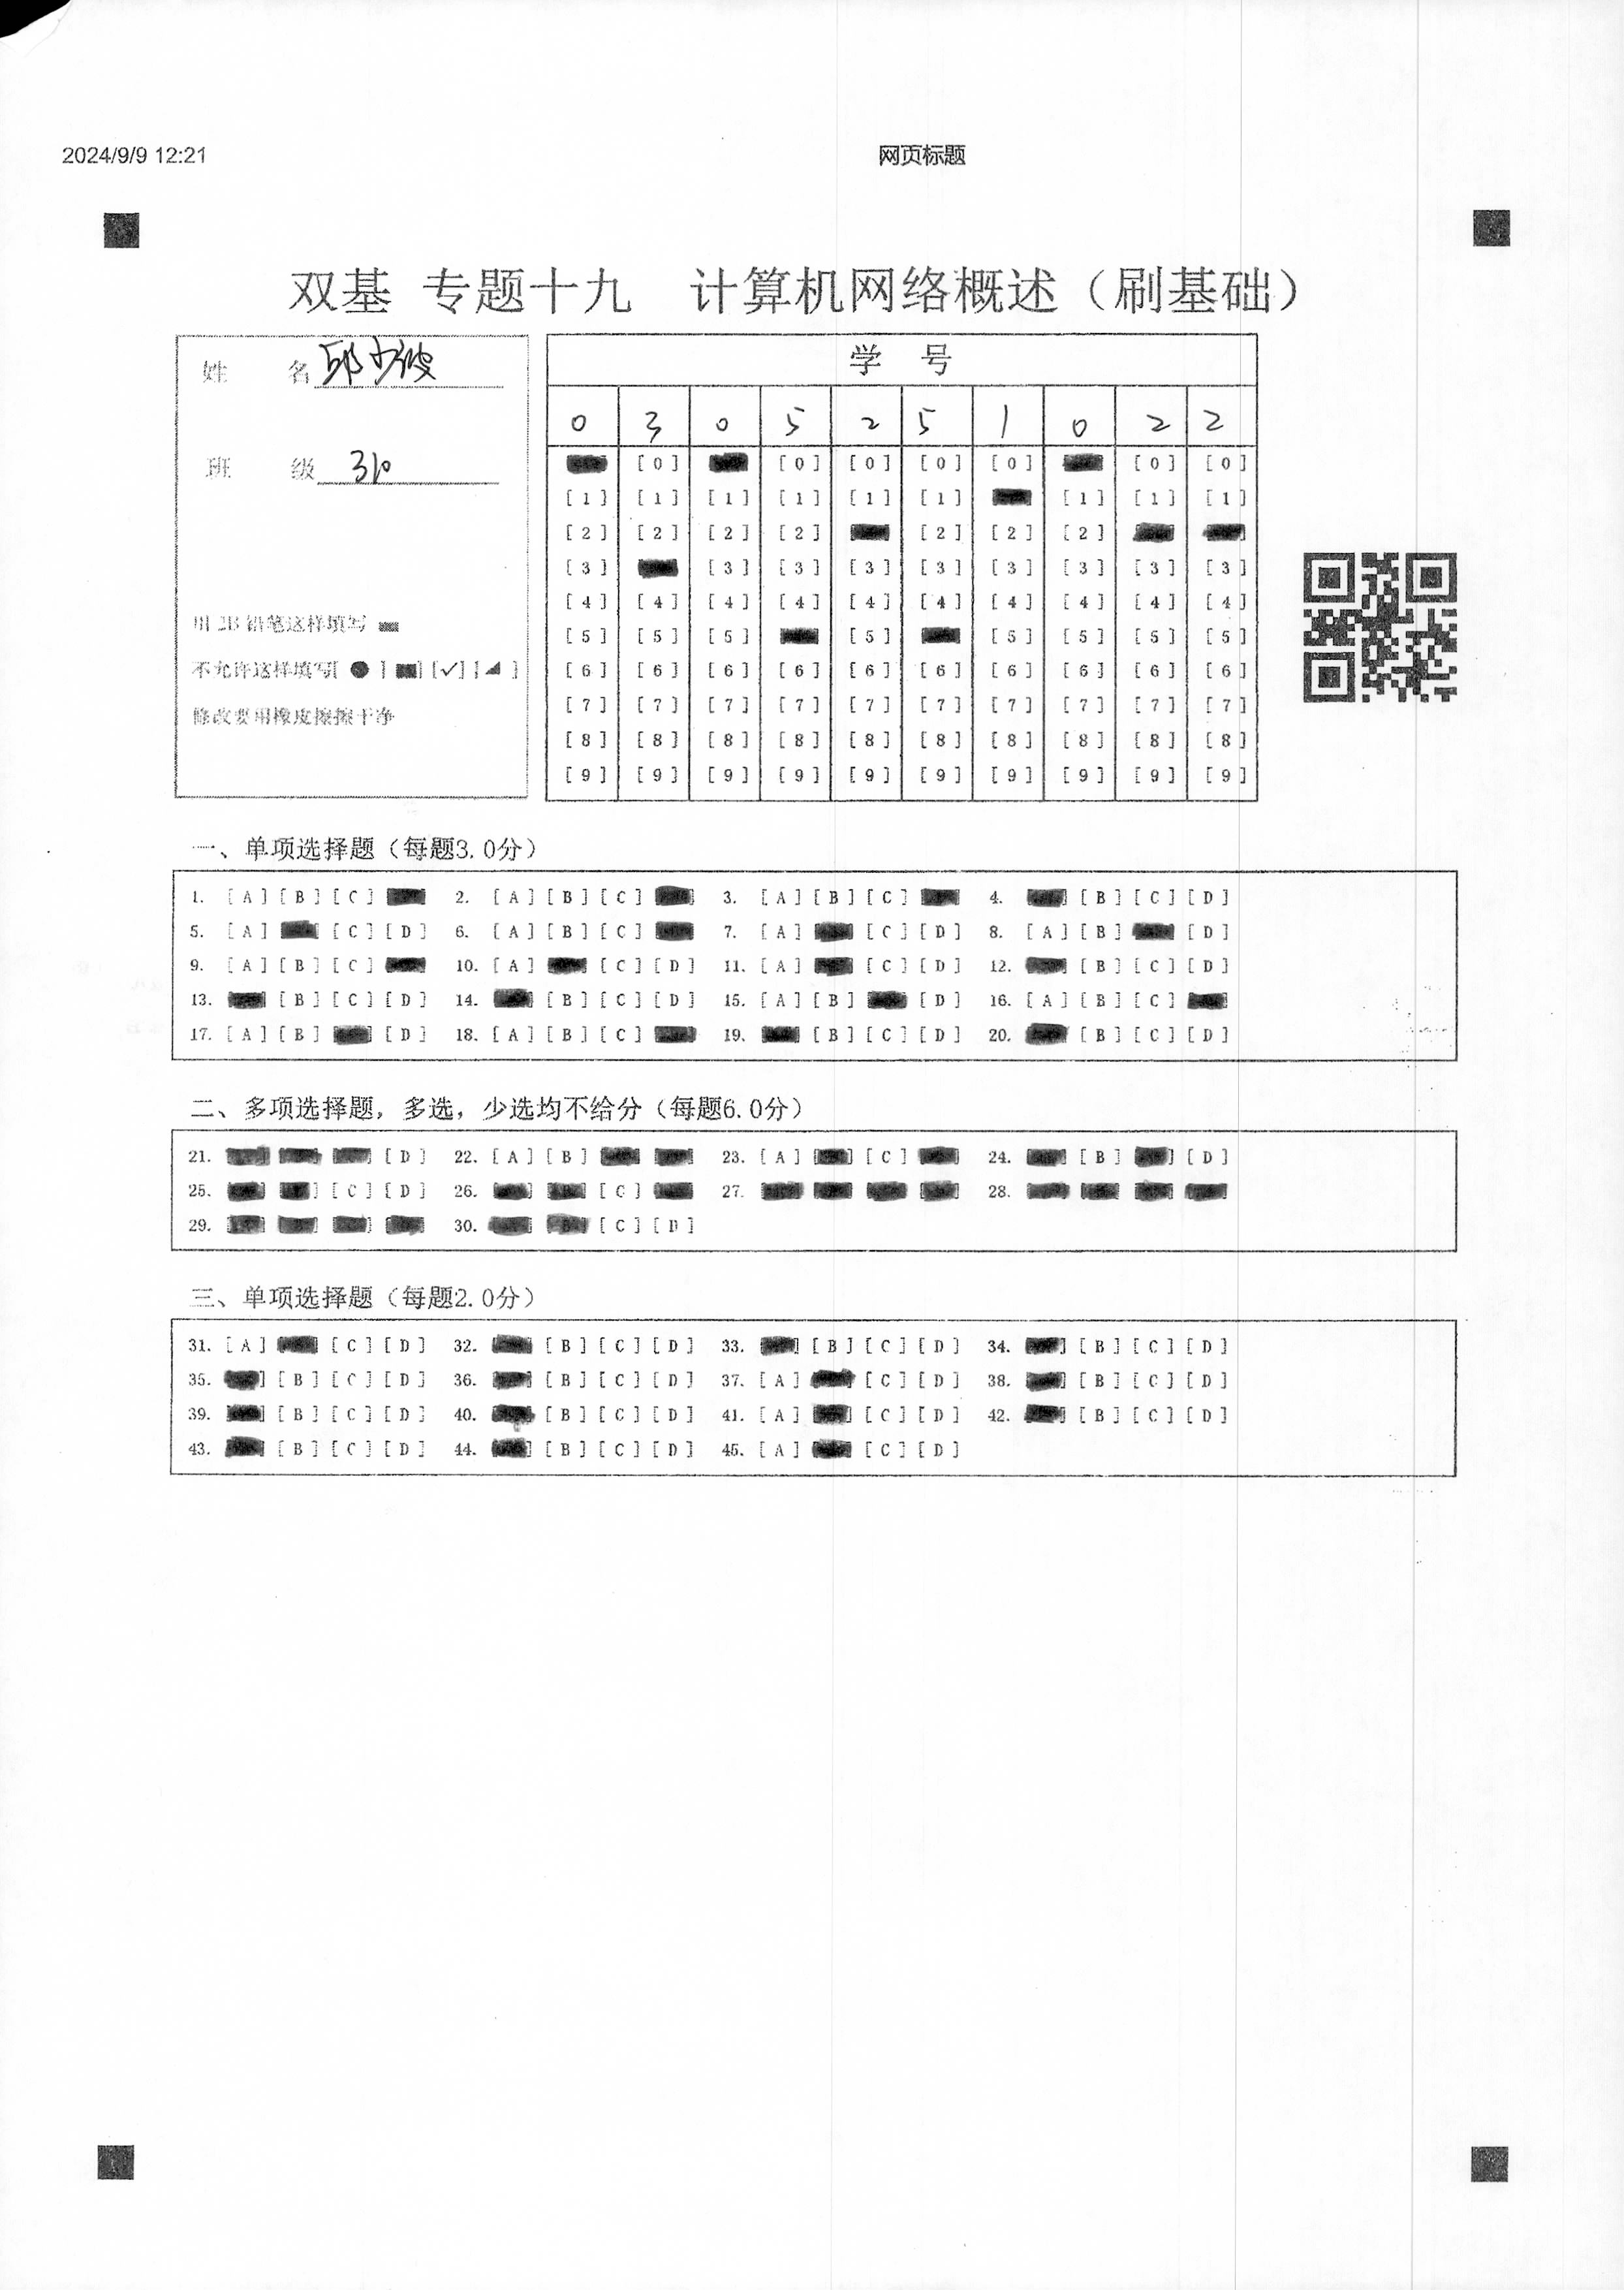 2024/9/9 12:21 网页标题
双基 专题十九 计算机网络概述（刷基础）
姓 名 邱少波
班 级 310
用 2B 铅笔这样填写
不允许这样填写[ ● ] [■] [✓] [◢ ]
修改要用橡皮擦擦干净
学 号
0 3 0 5 2 5 1 0 2 2
[0] [0] [0] [0] [0] [0] [0]
[1] [1] [1] [1] [1] [1] [1] [1] [1]
[2] [2] [2] [2] [2] [2] [2]
[3] [3] [3] [3] [3] [3] [3] [3] [3]
[4] [4] [4] [4] [4] [4] [4] [4] [4] [4]
[5] [5] [5] [5] [5] [5] [5] [5]
[6] [6] [6] [6] [6] [6] [6] [6] [6] [6]
[7] [7] [7] [7] [7] [7] [7] [7] [7] [7]
[8] [8] [8] [8] [8] [8] [8] [8] [8] [8]
[9] [9] [9] [9] [9] [9] [9] [9] [9] [9]
一、单项选择题（每题3.0分）
1. [A] [B] [C] 2. [A] [B] [C] 3. [A] [B] [C] 4. [B] [C] [D]
5. [A] [C] [D] 6. [A] [B] [C] 7. [A] [C] [D] 8. [A] [B] [D]
9. [A] [B] [C] 10. [A] [C] [D] 11. [A] [C] [D] 12. [B] [C] [D]
13. [B] [C] [D] 14. [B] [C] [D] 15. [A] [B] [D] 16. [A] [B] [C]
17. [A] [B] [D] 18. [A] [B] [C] 19. [B] [C] [D] 20. [B] [C] [D]
二、多项选择题，多选，少选均不给分（每题6.0分）
21. [D] 22. [A] [B] 23. [A] [C] 24. [B] [D]
25. [C] [D] 26. [C] 27. 28.
29. 30. [C] [D]
三、单项选择题（每题2.0分）
31. [A] [C] [D] 32. [B] [C] [D] 33. [B] [C] [D] 34. [B] [C] [D]
35. [B] [C] [D] 36. [B] [C] [D] 37. [A] [C] [D] 38. [B] [C] [D]
39. [B] [C] [D] 40. [B] [C] [D] 41. [A] [C] [D] 42. [B] [C] [D]
43. [B] [C] [D] 44. [B] [C] [D] 45. [A] [C] [D]